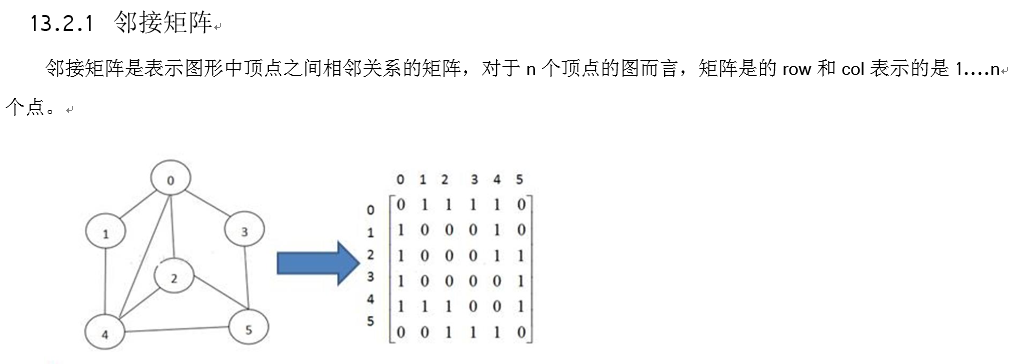 13.2.1 邻接矩阵
邻接矩阵是表示图形中顶点之间相邻关系的矩阵，对于 n 个顶点的图而言，矩阵是的 row 和 col 表示的是 1....n
个点。
0
1
3
2
4
5
0 1 2 3 4 5
0 0 1 1 1 1 0
1 1 0 0 0 1 0
2 1 0 0 0 1 1
3 1 0 0 0 0 1
4 1 1 1 0 0 1
5 0 0 1 1 1 0